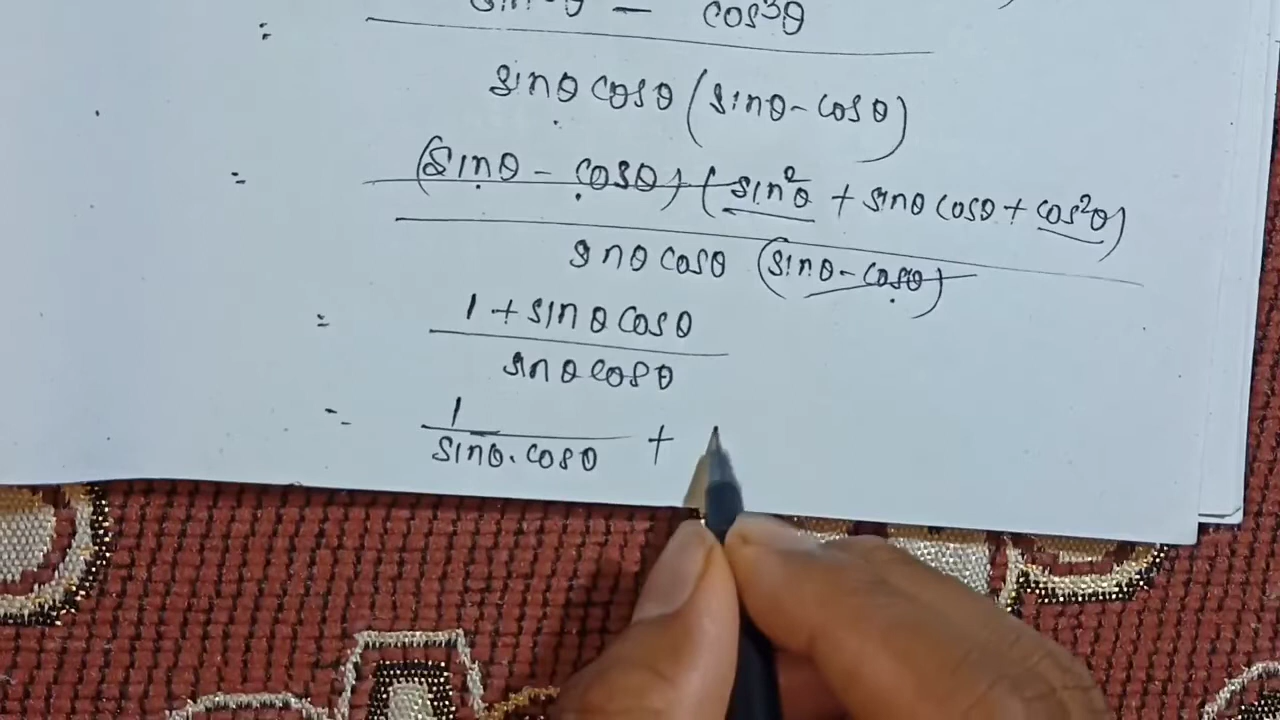 : sin³θ - cos³θ
sinθ cosθ (sinθ - cosθ)
= (sinθ - cosθ) (sin²θ + sinθ cosθ + cos²θ)
sinθ cosθ (sinθ - cosθ)
= 1 + sinθ cosθ
sinθ cosθ
= 1 +
sinθ . cosθ